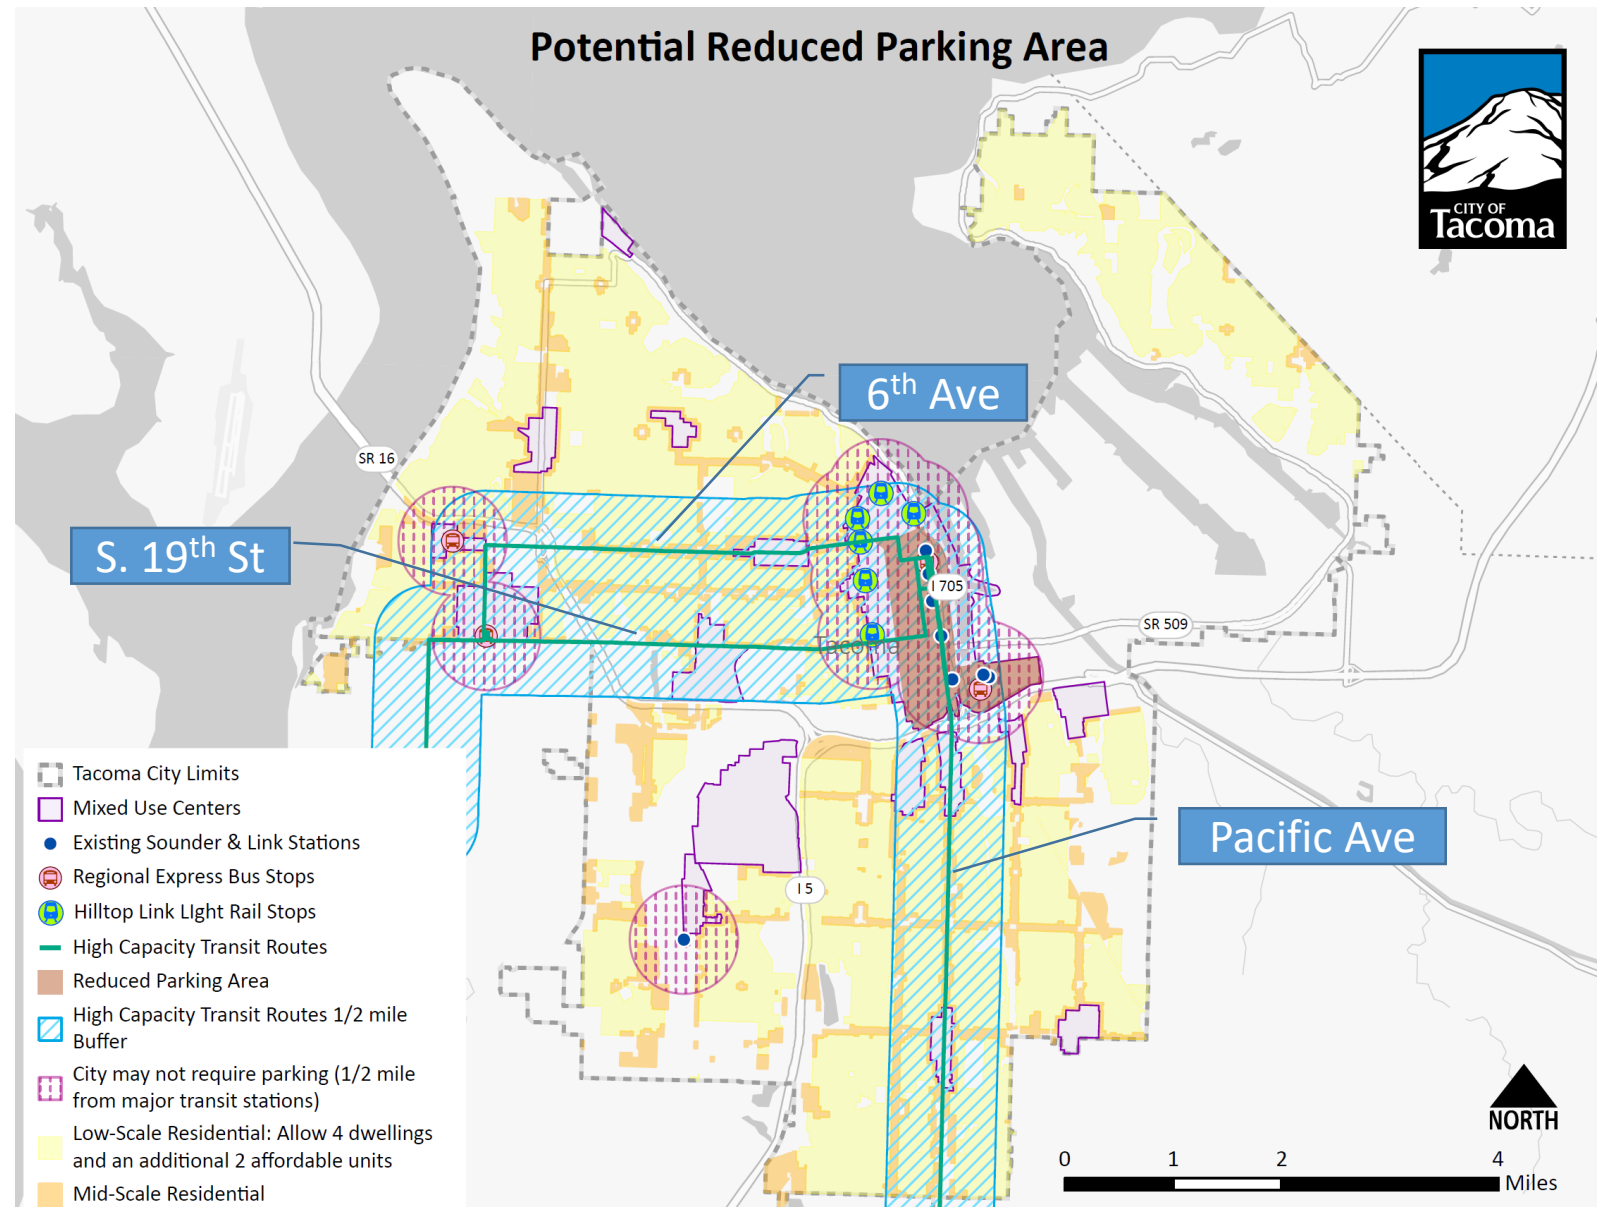 Potential Reduced Parking Area
CITY OF
Tacoma
6th Ave
SR 16
S. 19th St
I 705
Tacoma
SR 509
Pacific Ave
I 5
Tacoma City Limits
Mixed Use Centers
Existing Sounder & Link Stations
Regional Express Bus Stops
Hilltop Link LIght Rail Stops
High Capacity Transit Routes
Reduced Parking Area
High Capacity Transit Routes 1/2 mile
Buffer
City may not require parking (1/2 mile
from major transit stations)
Low-Scale Residential: Allow 4 dwellings
and an additional 2 affordable units
Mid-Scale Residential
NORTH
0 1 2 4
Miles